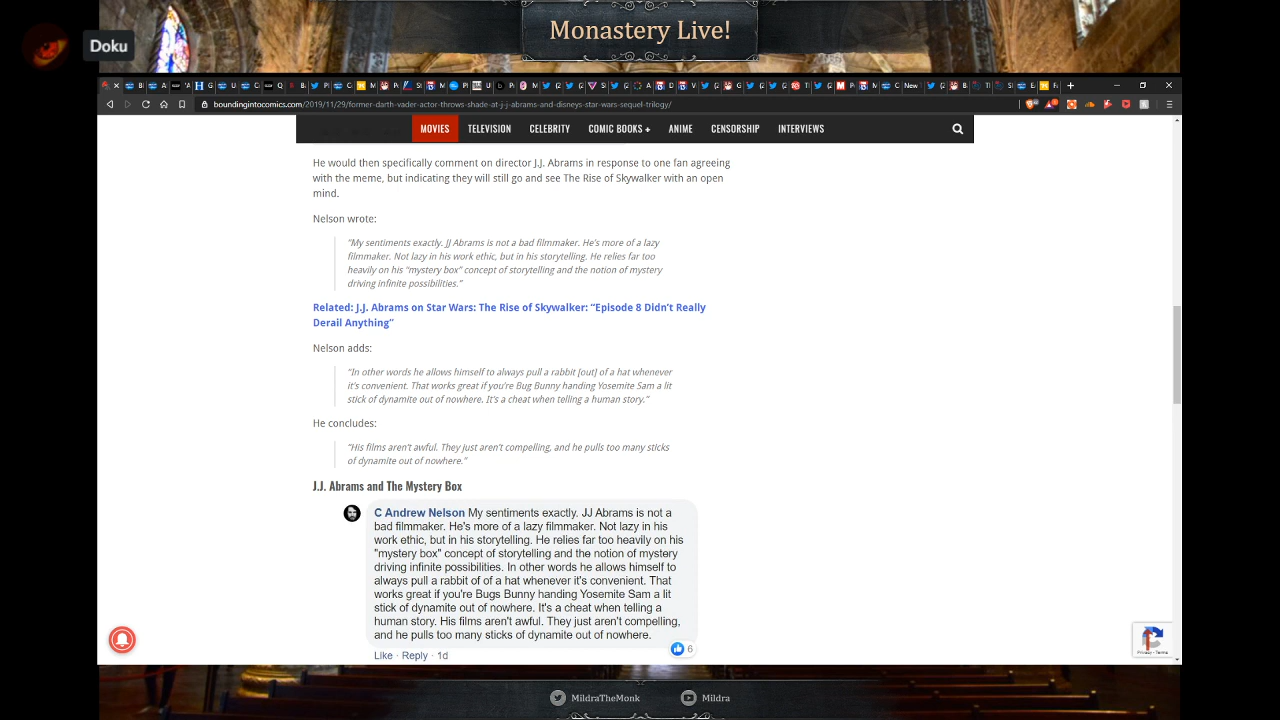 Monastery Live!
Doku
New
boundingintocomics.com/2019/11/29/former-darth-vader-actor-throws-shade-at-j-j-abrams-and-disneys-star-wars-sequel-trilogy/
MOVIES TELEVISION CELEBRITY COMIC BOOKS + ANIME CENSORSHIP INTERVIEWS
He would then specifically comment on director J.J. Abrams in response to one fan agreeing
with the meme, but indicating they will still go and see The Rise of Skywalker with an open
mind.
Nelson wrote:
“My sentiments exactly. JJ Abrams is not a bad filmmaker. He’s more of a lazy
filmmaker. Not lazy in his work ethic, but in his storytelling. He relies far too
heavily on his “mystery box” concept of storytelling and the notion of mystery
driving infinite possibilities.”
Related: J.J. Abrams on Star Wars: The Rise of Skywalker: “Episode 8 Didn’t Really
Derail Anything”
Nelson adds:
“In other words he allows himself to always pull a rabbit [out] of a hat whenever
it’s convenient. That works great if you’re Bug Bunny handing Yosemite Sam a lit
stick of dynamite out of nowhere. It’s a cheat when telling a human story.”
He concludes:
“His films aren’t awful. They just aren’t compelling, and he pulls too many sticks
of dynamite out of nowhere.”
J.J. Abrams and The Mystery Box
C Andrew Nelson My sentiments exactly. JJ Abrams is not a
bad filmmaker. He's more of a lazy filmmaker. Not lazy in his
work ethic, but in his storytelling. He relies far too heavily on his
"mystery box" concept of storytelling and the notion of mystery
driving infinite possibilities. In other words he allows himself to
always pull a rabbit of of a hat whenever it's convenient. That
works great if you're Bugs Bunny handing Yosemite Sam a lit
stick of dynamite out of nowhere. It's a cheat when telling a
human story. His films aren't awful. They just aren't compelling,
and he pulls too many sticks of dynamite out of nowhere.
6
Like · Reply · 1d
Privacy - Terms
MildraTheMonk Mildra